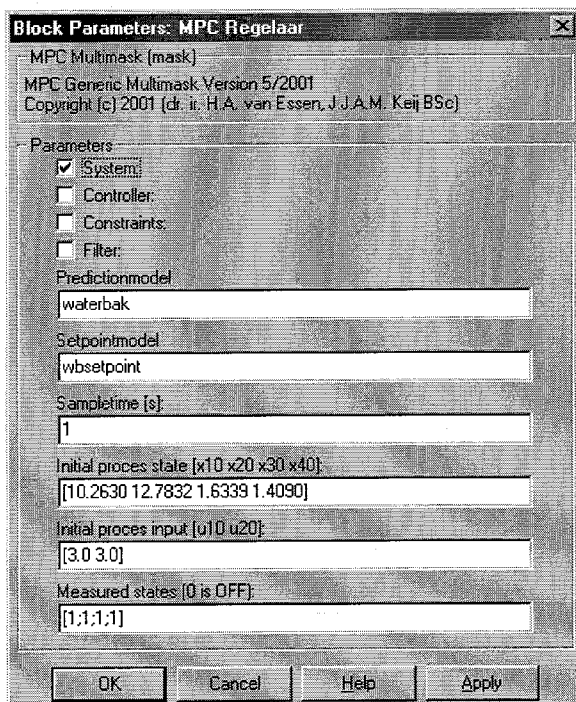 Block Parameters: MPC Regelaar
MPC Multimask (mask)
MPC Generic Multimask Version 5/2001
Copyright (c) 2001 (dr. ir. H.A. van Essen, J.J.A.M. Keij BSc)
Parameters
System:
Controller:
Constraints:
Filter:
Predictionmodel
waterbak
Setpointmodel
wbsetpoint
Sampletime [s]:
1
Initial proces state [x10 x20 x30 x40]:
[10.2630 12.7832 1.6339 1.4090]
Initial proces input [u10 u20]:
[3.0 3.0]
Measured states (0 is OFF):
[1;1;1;1]
OK Cancel Help Apply